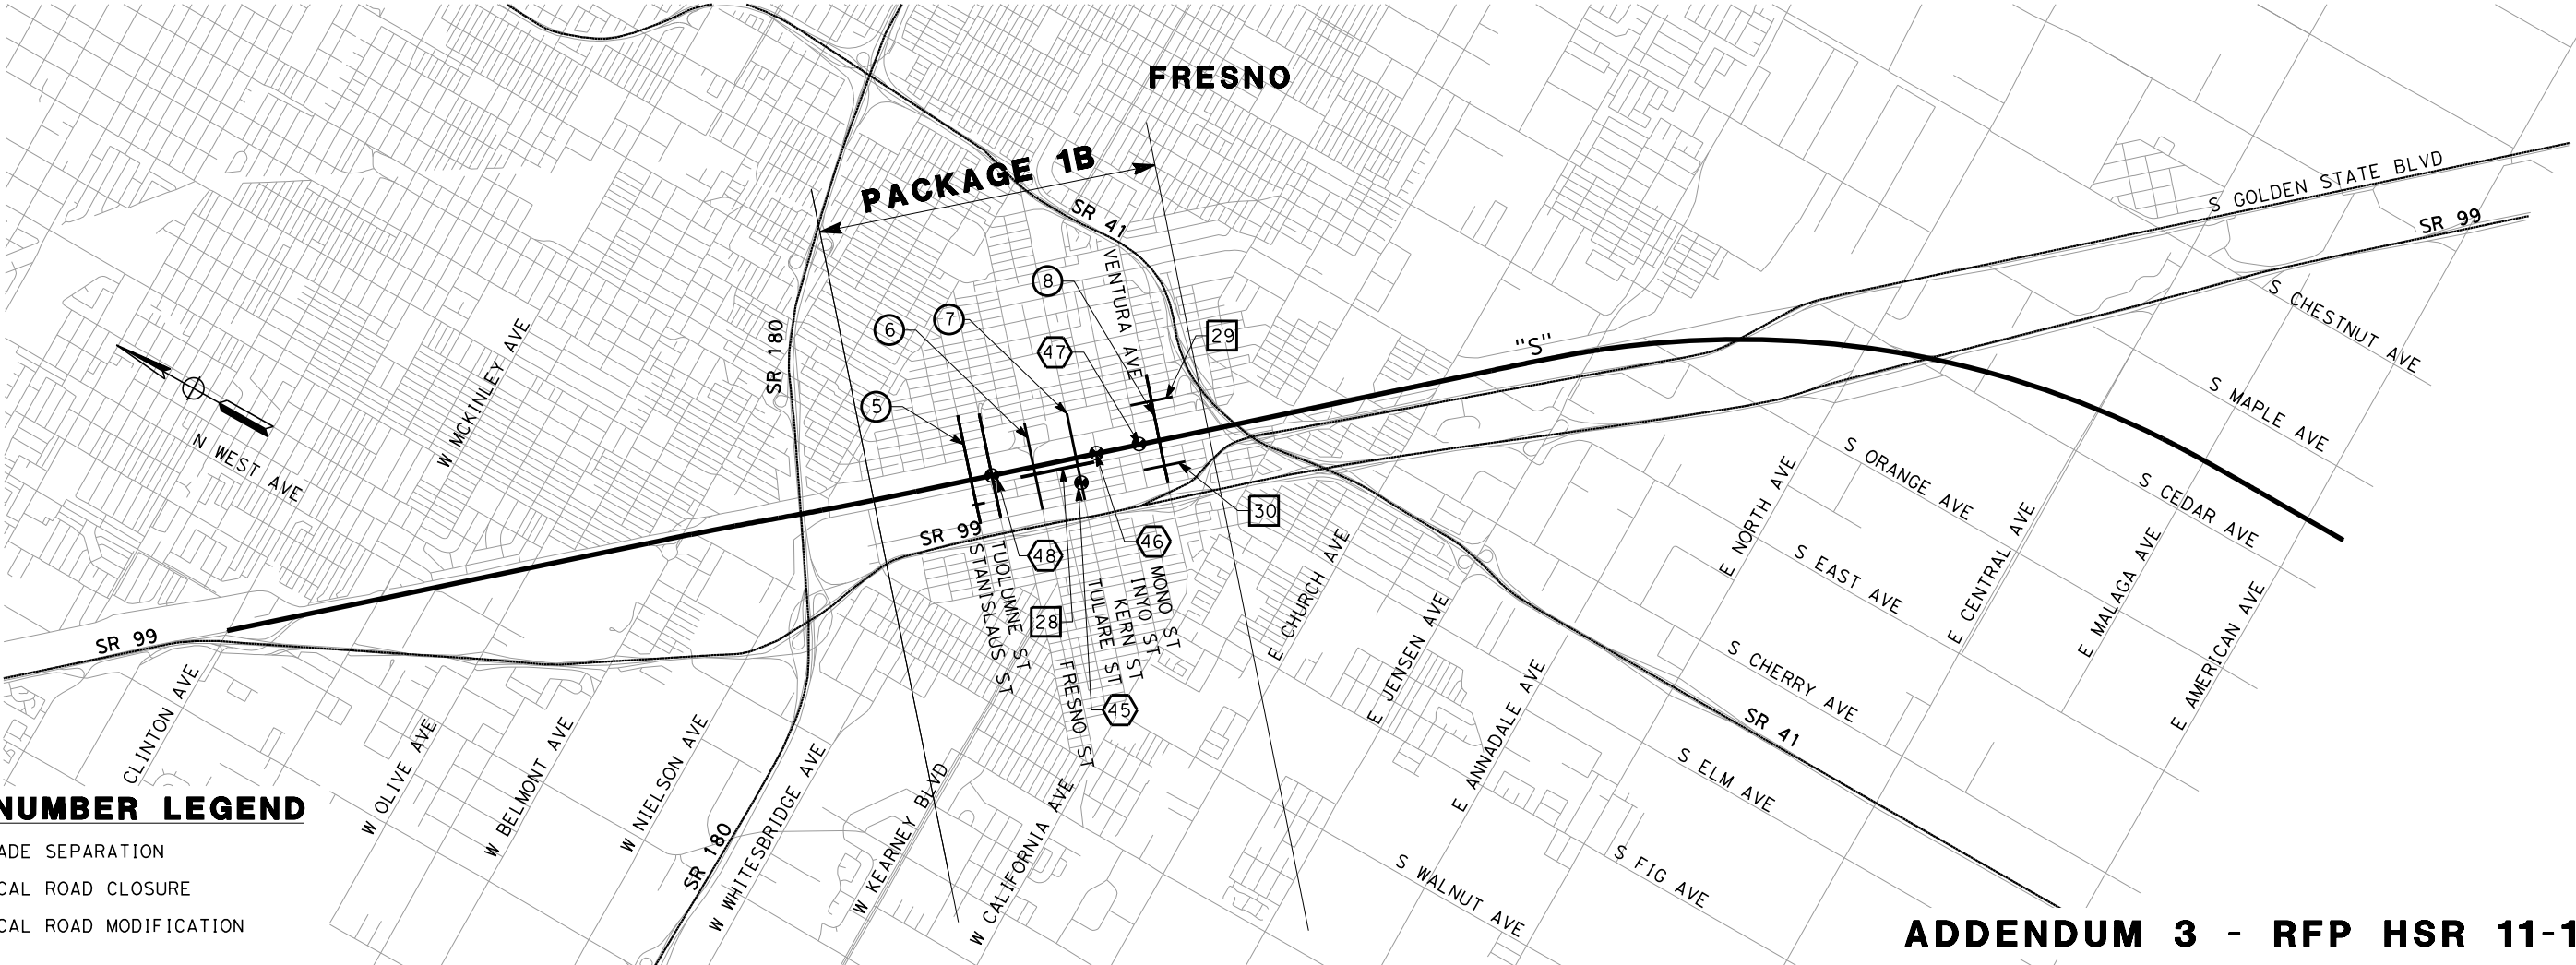 FRESNO
PACKAGE 1B
SR 41
VENTURA AVE
S GOLDEN STATE BLVD
SR 99
S CHESTNUT AVE
S MAPLE AVE
S CEDAR AVE
"S"
W MCKINLEY AVE
N WEST AVE
SR 180
5
6
7
8
47
29
30
46
48
28
45
SR 99
STANISLAUS ST
TUOLUMNE ST
FRESNO ST
TULARE ST
KERN ST
INYO ST
MONO ST
S ORANGE AVE
E NORTH AVE
S EAST AVE
E CENTRAL AVE
E MALAGA AVE
E AMERICAN AVE
E CHURCH AVE
E JENSEN AVE
E ANNADALE AVE
S CHERRY AVE
SR 41
S ELM AVE
S FIG AVE
S WALNUT AVE
SR 99
CLINTON AVE
W OLIVE AVE
W BELMONT AVE
W NIELSON AVE
SR 180
W WHITESBRIDGE AVE
W KEARNEY BLVD
W CALIFORNIA AVE
NUMBER LEGEND
ADE SEPARATION
CAL ROAD CLOSURE
CAL ROAD MODIFICATION
ADDENDUM 3 - RFP HSR 11-1